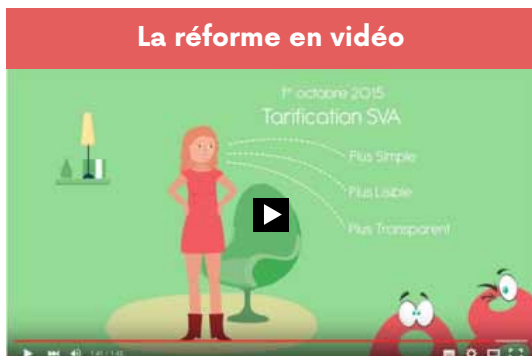 La réforme en vidéo
1er octobre 2015
Tarification SVA
Plus Simple
Plus Lisible
Plus Transparent